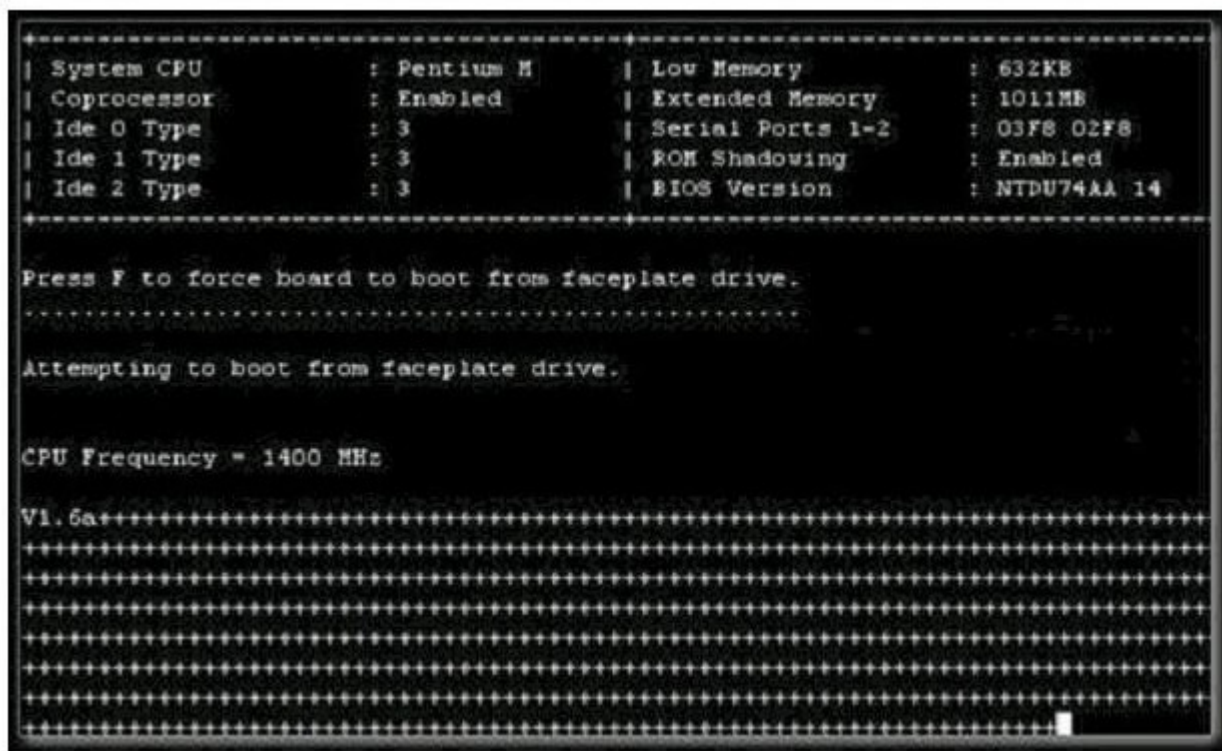 +----------------------------------------+---------------------------------------
| System CPU           : Pentium M       | Low Memory           : 632KB
| Coprocessor          : Enabled         | Extended Memory      : 1011MB
| Ide 0 Type           : 3               | Serial Ports 1-2     : 03F8 02F8
| Ide 1 Type           : 3               | ROM Shadowing        : Enabled
| Ide 2 Type           : 3               | BIOS Version         : NTDU74AA 14
+----------------------------------------+---------------------------------------
Press F to force board to boot from faceplate drive.
....................................................
Attempting to boot from faceplate drive.
CPU Frequency = 1400 MHz
V1.6a++++++++++++++++++++++++++++++++++++++++++++++++++++++++++++++++++++++++++
+++++++++++++++++++++++++++++++++++++++++++++++++++++++++++++++++++++++++++++++
+++++++++++++++++++++++++++++++++++++++++++++++++++++++++++++++++++++++++++++++
+++++++++++++++++++++++++++++++++++++++++++++++++++++++++++++++++++++++++++++++
+++++++++++++++++++++++++++++++++++++++++++++++++++++++++++++++++++++++++++++++
+++++++++++++++++++++++++++++++++++++++++++++++++++++++++++++++++++++++++++++++
+++++++++++++++++++++++++++++++++++++++++++++++++++++++++++++++++++++++++++++++
+++++++++++++++++++++++++++++++++++++++++++++++++++++++++++++++++++++